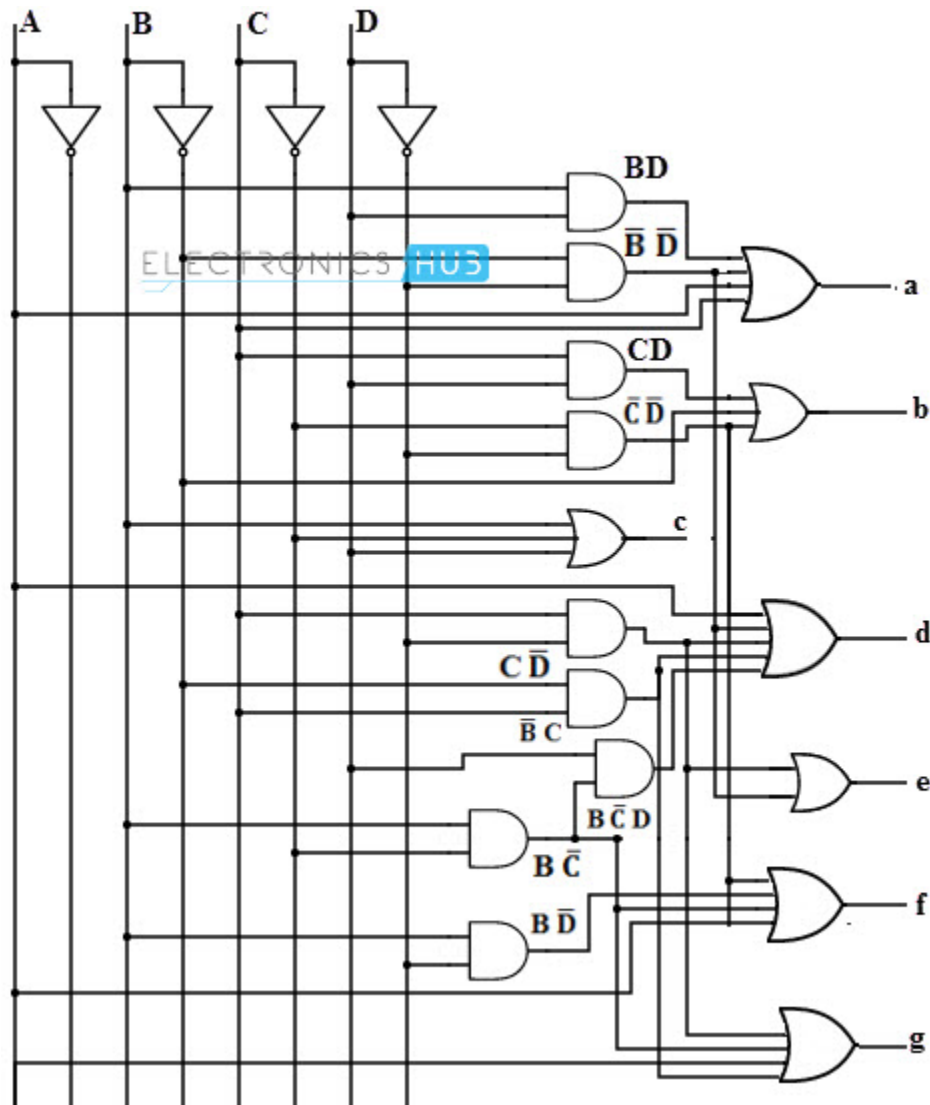 A B C D
BD
B̅ D̅
ELECTRONICS HUB
a
CD
b
C̅ D̅
c
d
C D̅
B̅ C
e
B C̅ D
B C̅
f
B D̅
g